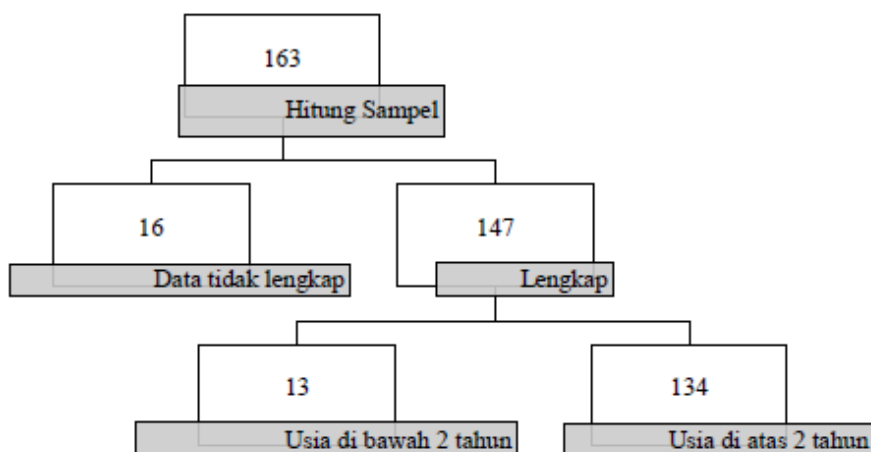 163
Hitung Sampel
16
147
Data tidak lengkap
Lengkap
13
134
Usia di bawah 2 tahun
Usia di atas 2 tahun